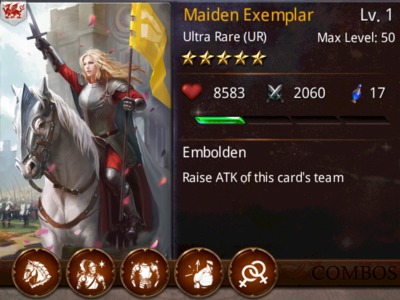 Maiden Exemplar Lv. 1
Ultra Rare (UR) Max Level: 50
8583 2060 17
Embolden
Raise ATK of this card's team
COMBOS